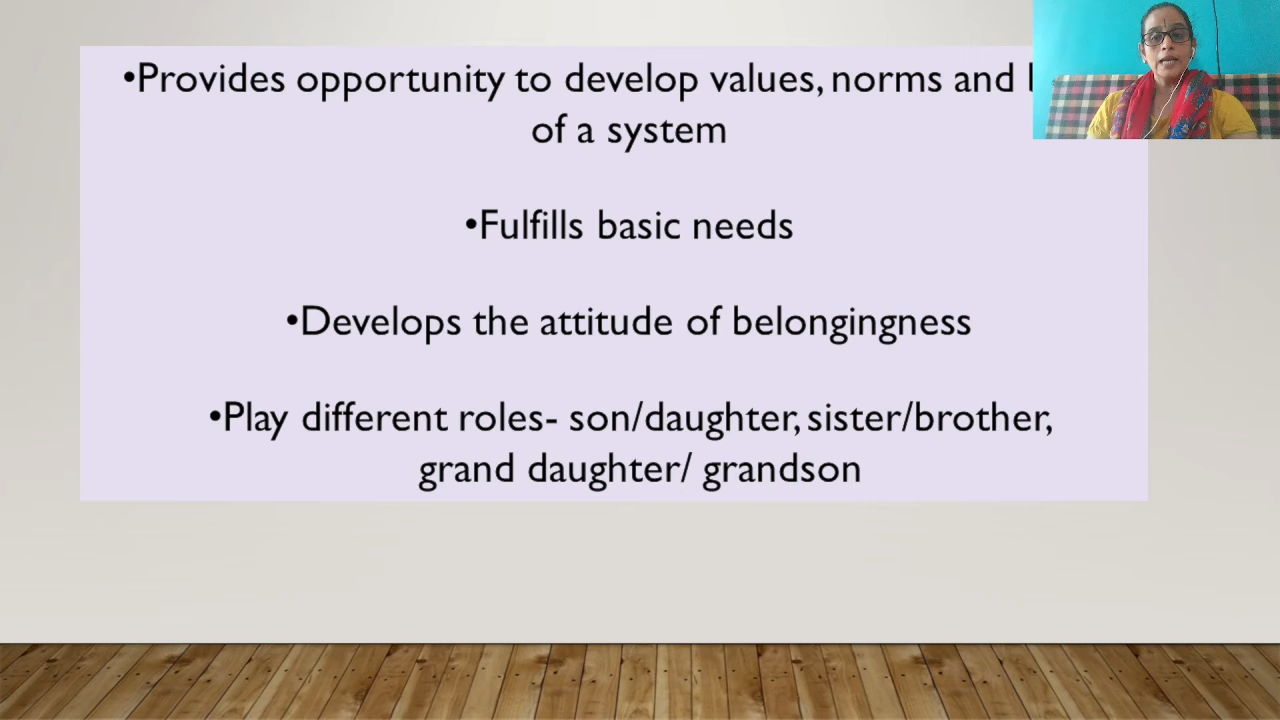 •Provides opportunity to develop values, norms and
of a system
•Fulfills basic needs
•Develops the attitude of belongingness
•Play different roles- son/daughter, sister/brother,
grand daughter/ grandson